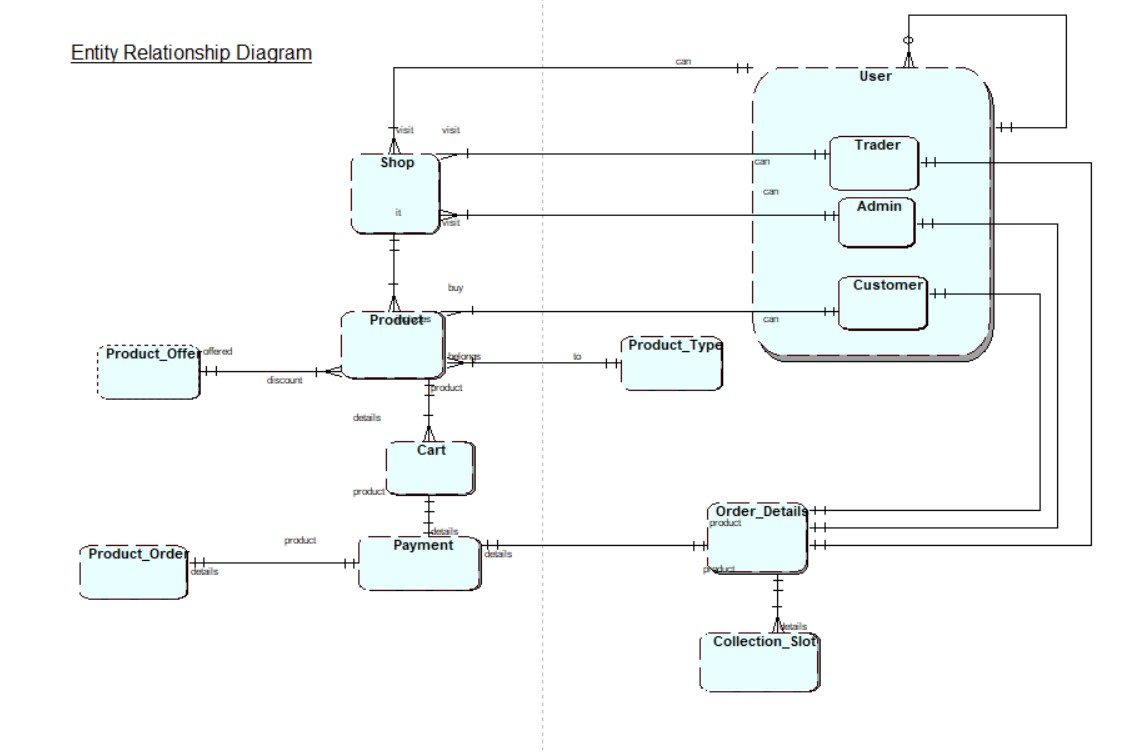 Entity Relationship Diagram
can
User
visit
visit
Shop
Trader
can
can
Admin
it
visit
Customer
buy
Product
can
Product_Offer
offered
belongs
to
Product_Type
discount
product
details
Cart
product
Order_Details
product
details
Payment
product
details
Product_Order
details
product
details
Collection_Slot